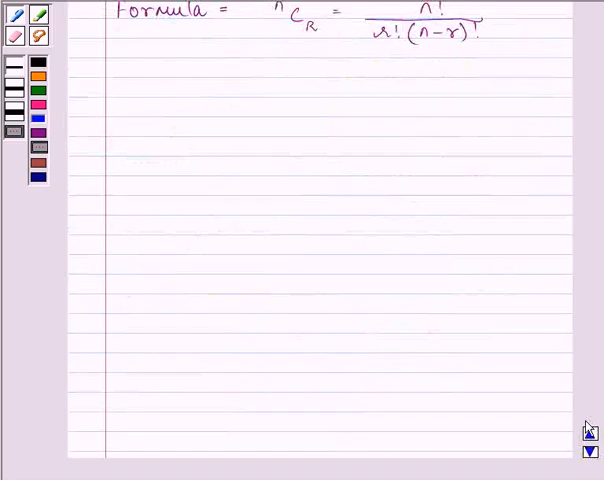 Formula = ⁿC_R = n! / r! (n-r)!